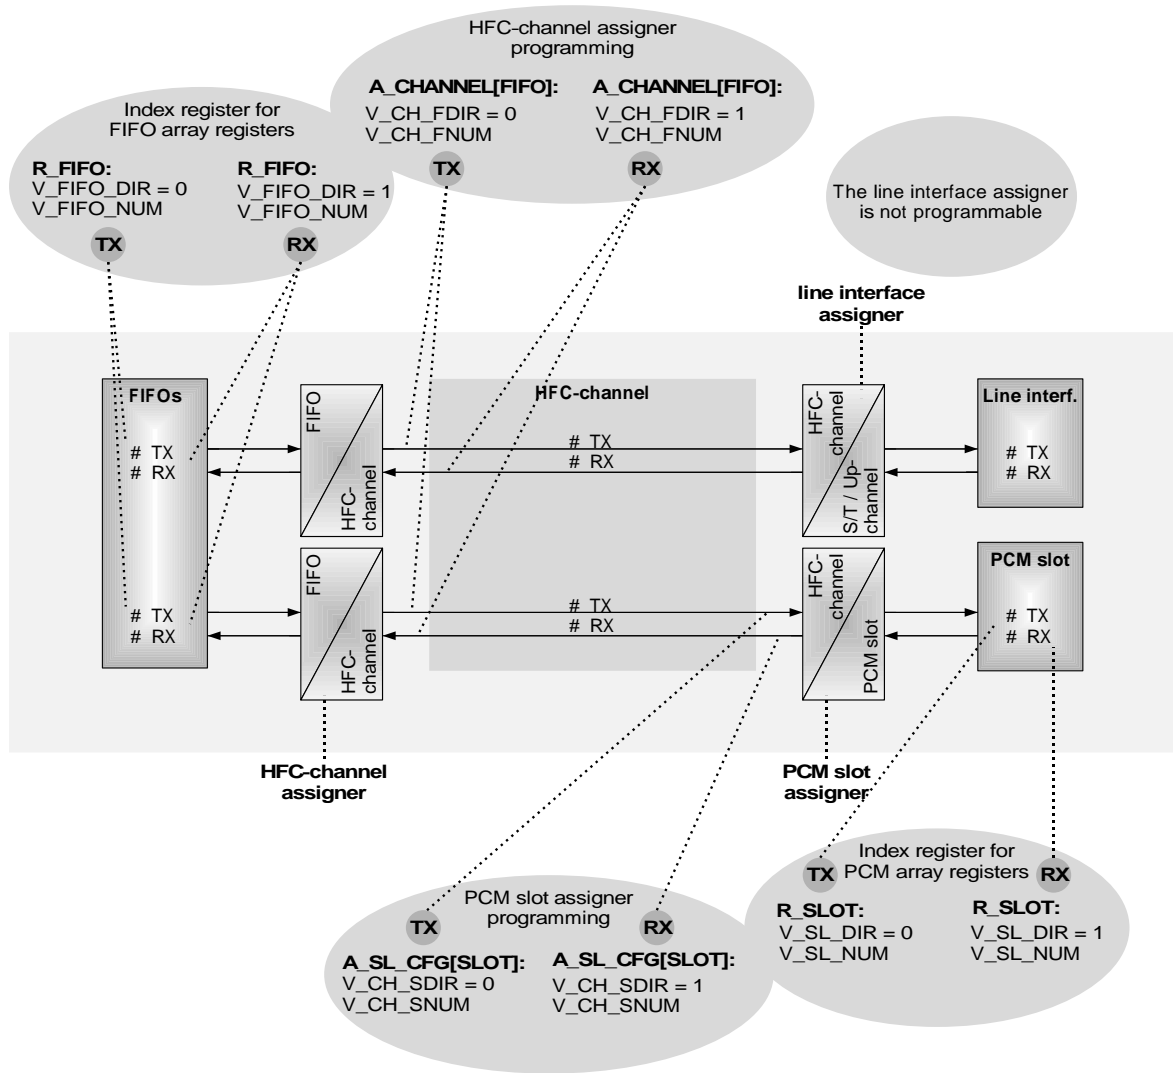 HFC-channel assigner
programming
A_CHANNEL[FIFO]:
V_CH_FDIR = 0
V_CH_FNUM
TX
A_CHANNEL[FIFO]:
V_CH_FDIR = 1
V_CH_FNUM
RX
Index register for
FIFO array registers
R_FIFO:
V_FIFO_DIR = 0
V_FIFO_NUM
TX
R_FIFO:
V_FIFO_DIR = 1
V_FIFO_NUM
RX
The line interface assigner
is not programmable
line interface
assigner
FIFOs
# TX
# RX
# TX
# RX
FIFO
HFC-
channel
FIFO
HFC-
channel
HFC-channel
# TX
# RX
# TX
# RX
HFC-
channel
S/T / Up-
channel
HFC-
channel
PCM slot
Line interf.
# TX
# RX
PCM slot
# TX
# RX
HFC-channel
assigner
PCM slot
assigner
PCM slot assigner
programming
TX
A_SL_CFG[SLOT]:
V_CH_SDIR = 0
V_CH_SNUM
RX
A_SL_CFG[SLOT]:
V_CH_SDIR = 1
V_CH_SNUM
Index register for
PCM array registers
TX
R_SLOT:
V_SL_DIR = 0
V_SL_NUM
RX
R_SLOT:
V_SL_DIR = 1
V_SL_NUM